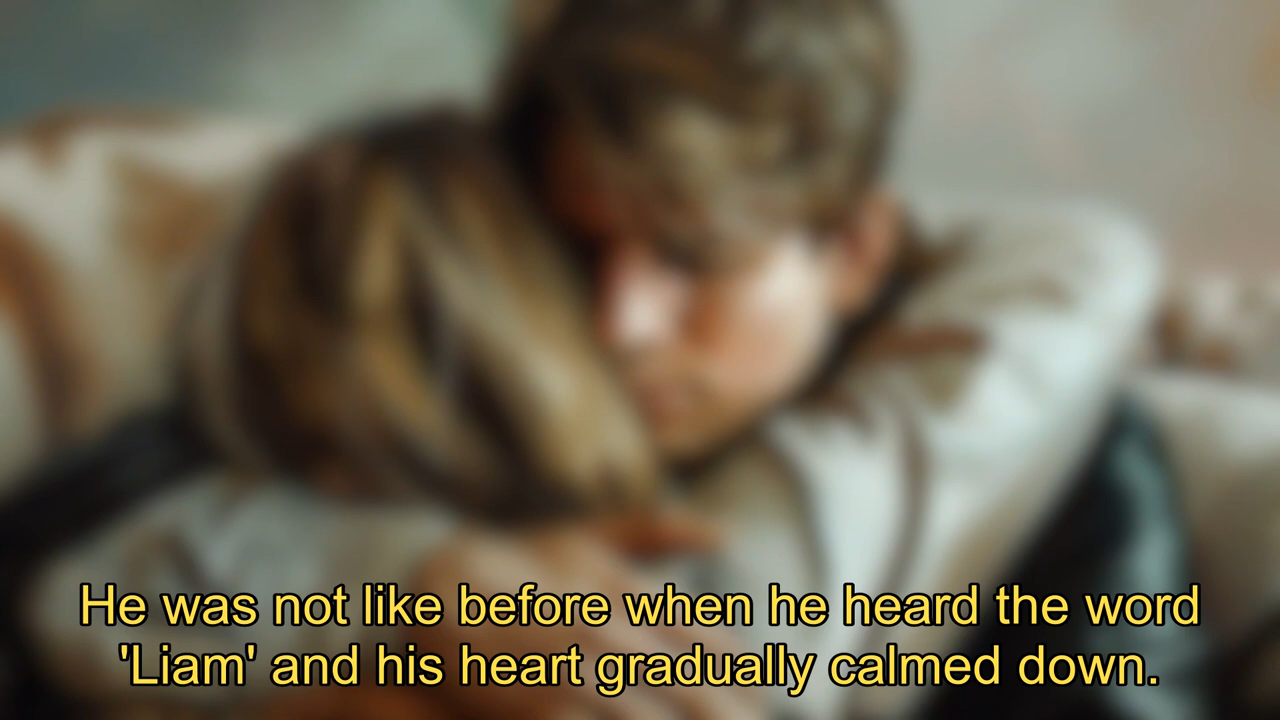 He was not like before when he heard the word
'Liam' and his heart gradually calmed down.